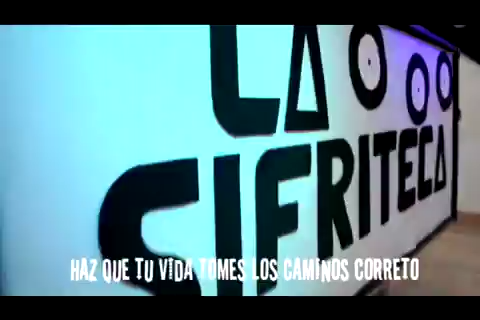 LA
SIFRITECA
HAZ QUE TU VIDA TOMES LOS CAMINOS CORRETO